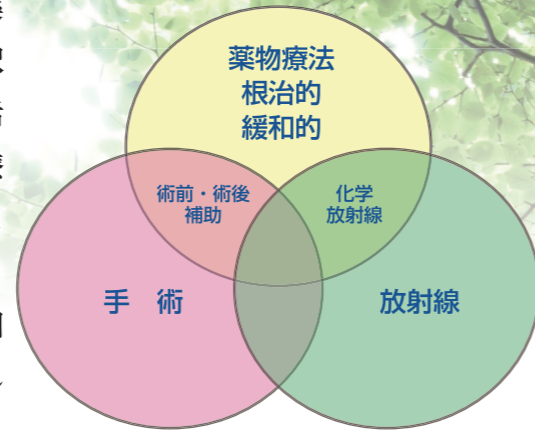 薬物療法
根治的
緩和的
術前・術後
補助
化学
放射線
手　術
放射線